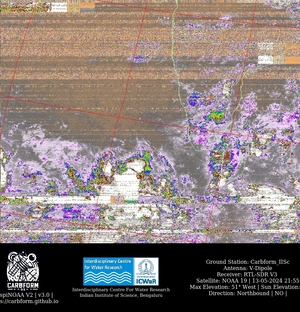 CARBFORM
spiNOAA V2 | v3.0 |
s://carbform.github.io
Interdisciplinary Centre
for Water Research
ICWaR
Interdisciplinary Centre For Water Research
Indian Institute of Science, Bengaluru
Ground Station: Carbform_IISc
Antenna: V-Dipole
Receiver: RTL-SDR V3
Satellite: NOAA 19 | 13-05-2024 21:55
Max Elevation: 51° West | Sun Elevation:
Direction: Northbound | NO |